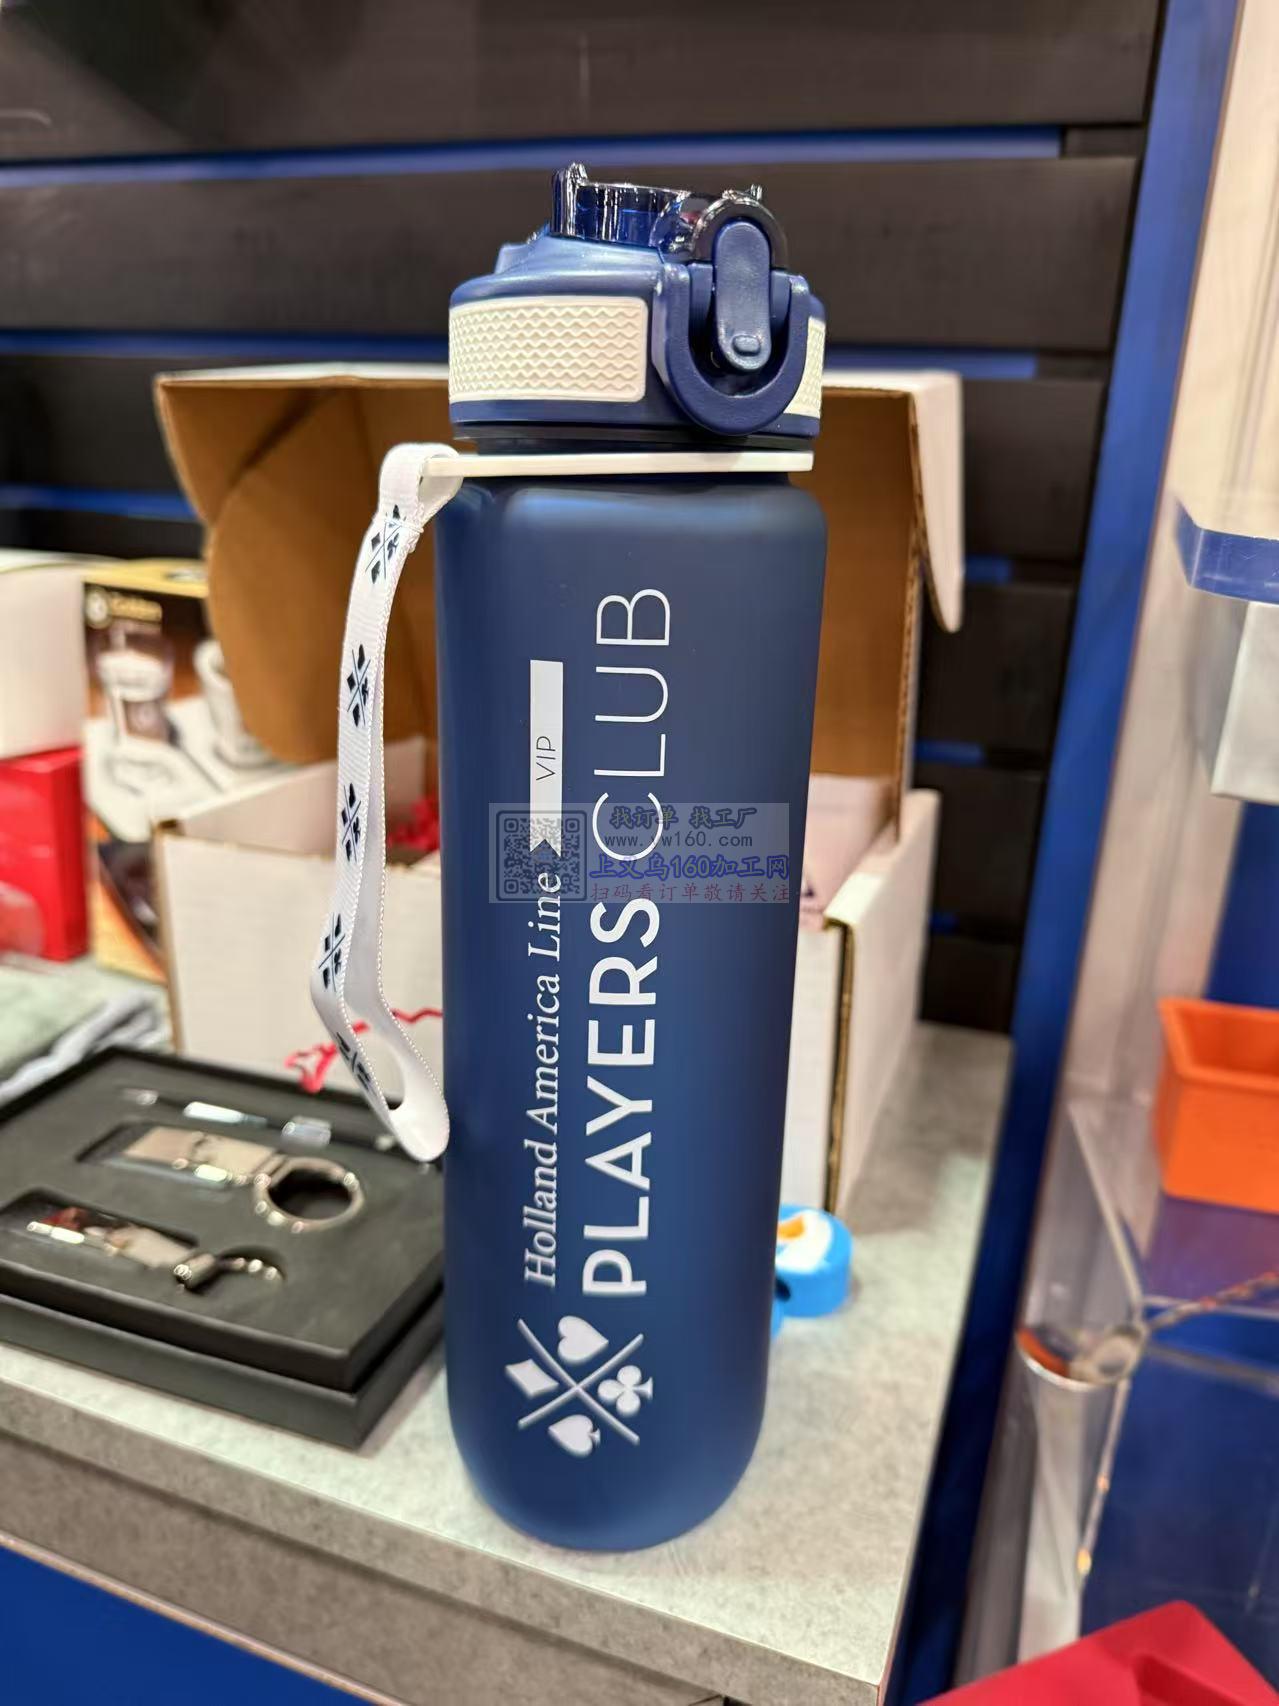 Holland America Line VIP
PLAYERS CLUB
找订单 找工厂
www.yw160.com
上义乌160加工网
扫码看订单敬请关注